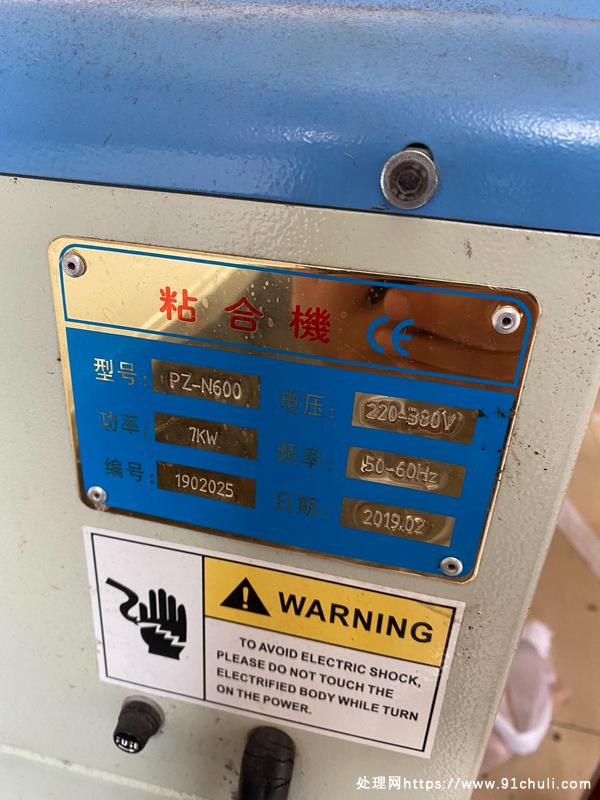 粘合機 CE
型号: PZ-N600 电压: 220-380V
功率: 7KW 频率: 50-60Hz
编号: 1902025 日期: 2019.02
WARNING
TO AVOID ELECTRIC SHOCK,
PLEASE DO NOT TOUCH THE
ELECTRIFIED BODY WHILE TURN
ON THE POWER.
FUSE
处理网https://www.91chuli.com